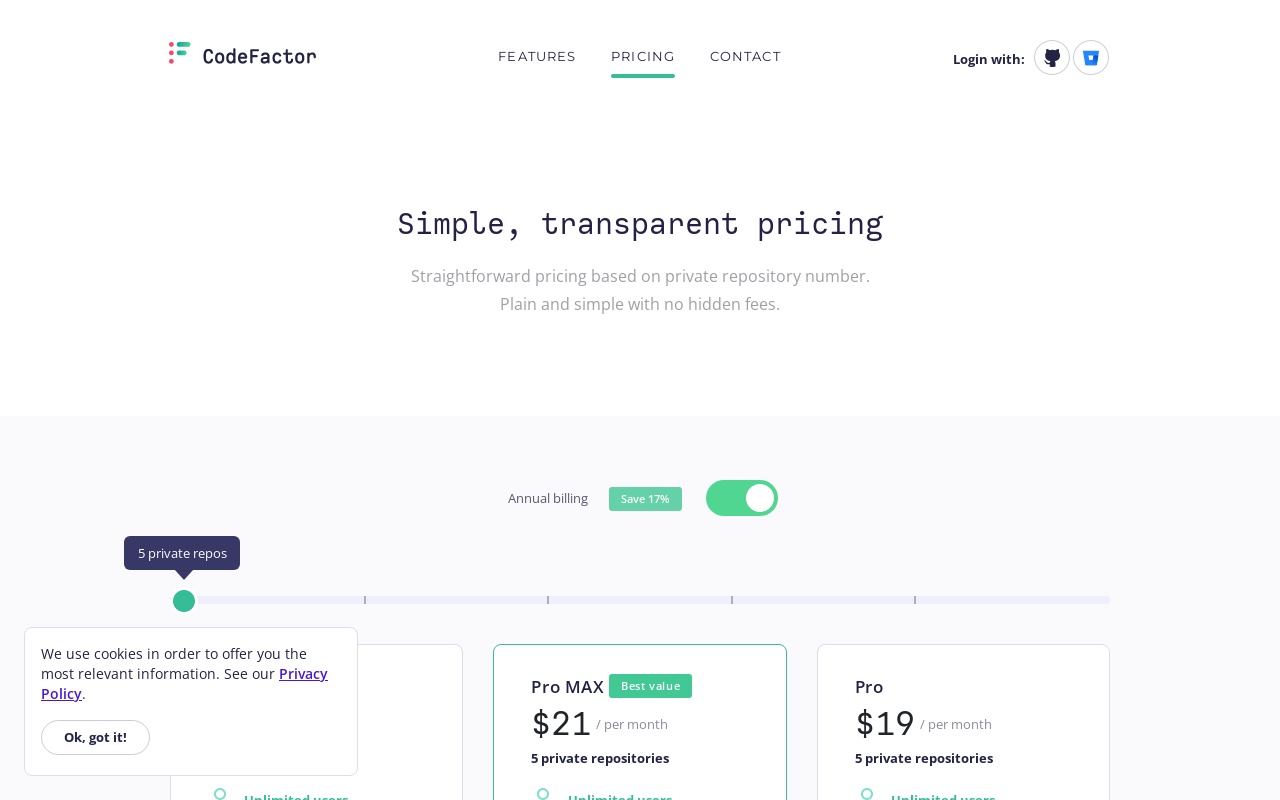 CodeFactor
FEATURES
PRICING
CONTACT
Login with:
Simple, transparent pricing
Straightforward pricing based on private repository number.
Plain and simple with no hidden fees.
Annual billing
Save 17%
5 private repos
We use cookies in order to offer you the
most relevant information. See our Privacy
Policy.
Ok, got it!
Pro MAX
Best value
$21 / per month
5 private repositories
Unlimited users
Pro
$19 / per month
5 private repositories
Unlimited users
Unlimited users